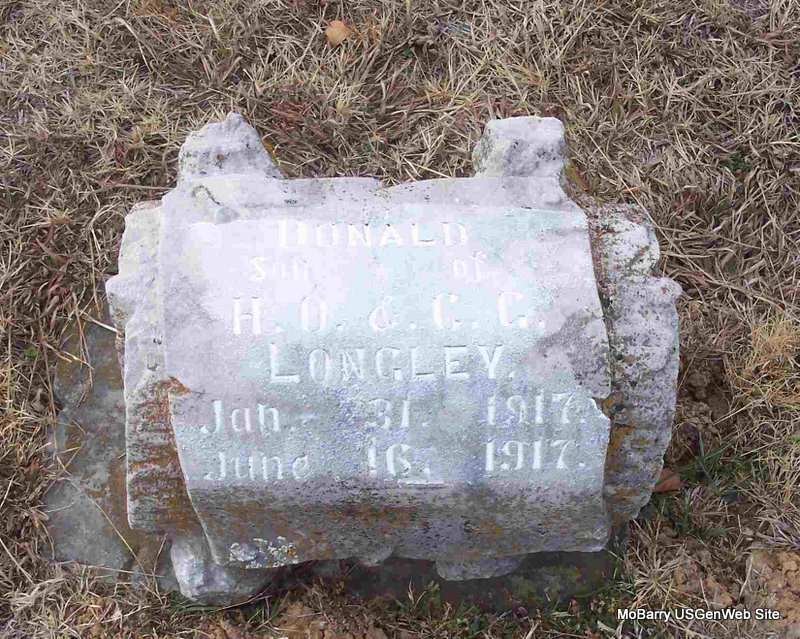 DONALD
Son of
H. O. & C. C.
LONGLEY.
Jan. 31. 1917.
June 16. 1917.
MoBarry USGenWeb Site